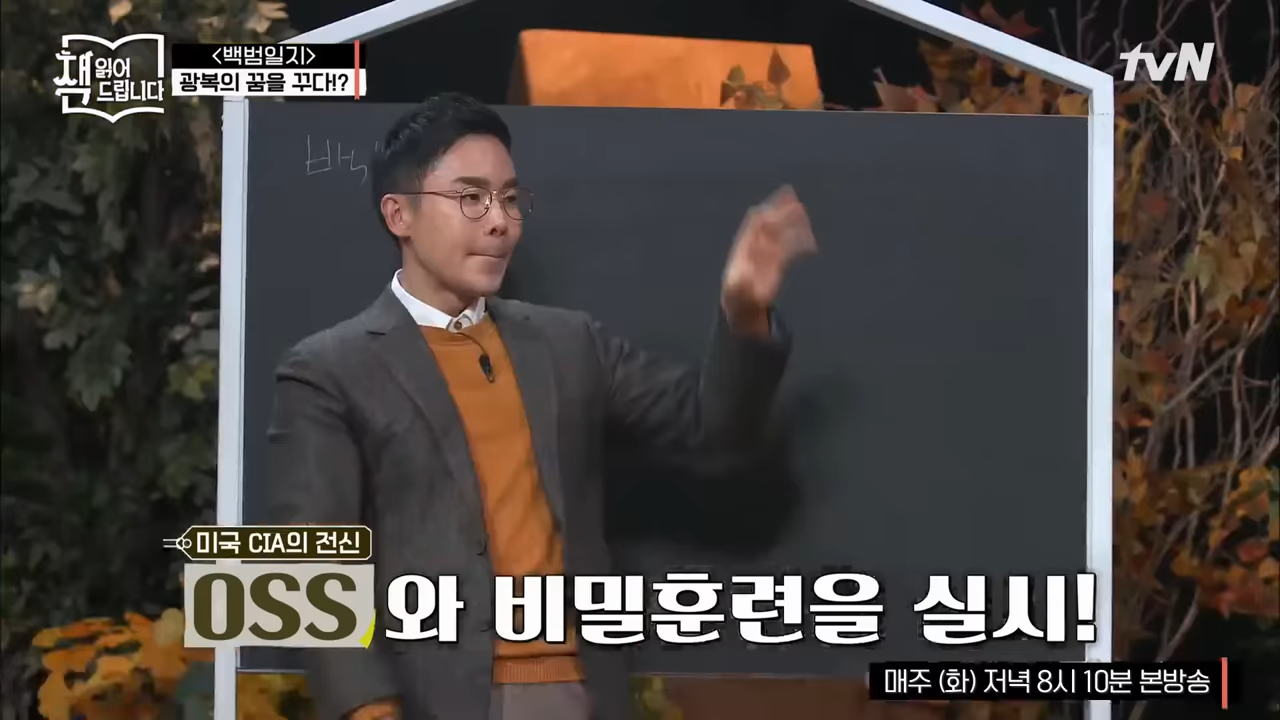 책 읽어
드립니다
<백범일지>
광복의 꿈을 꾸다!?
tvN
미국 CIA의 전신
OSS와 비밀훈련을 실시!
매주 (화) 저녁 8시 10분 본방송